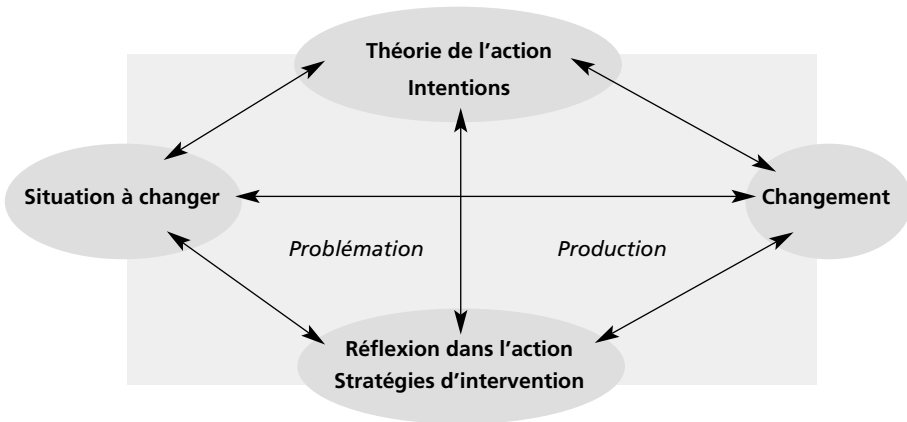 Théorie de l’action
Intentions
Situation à changer
Changement
Problémation
Production
Réflexion dans l’action
Stratégies d’intervention